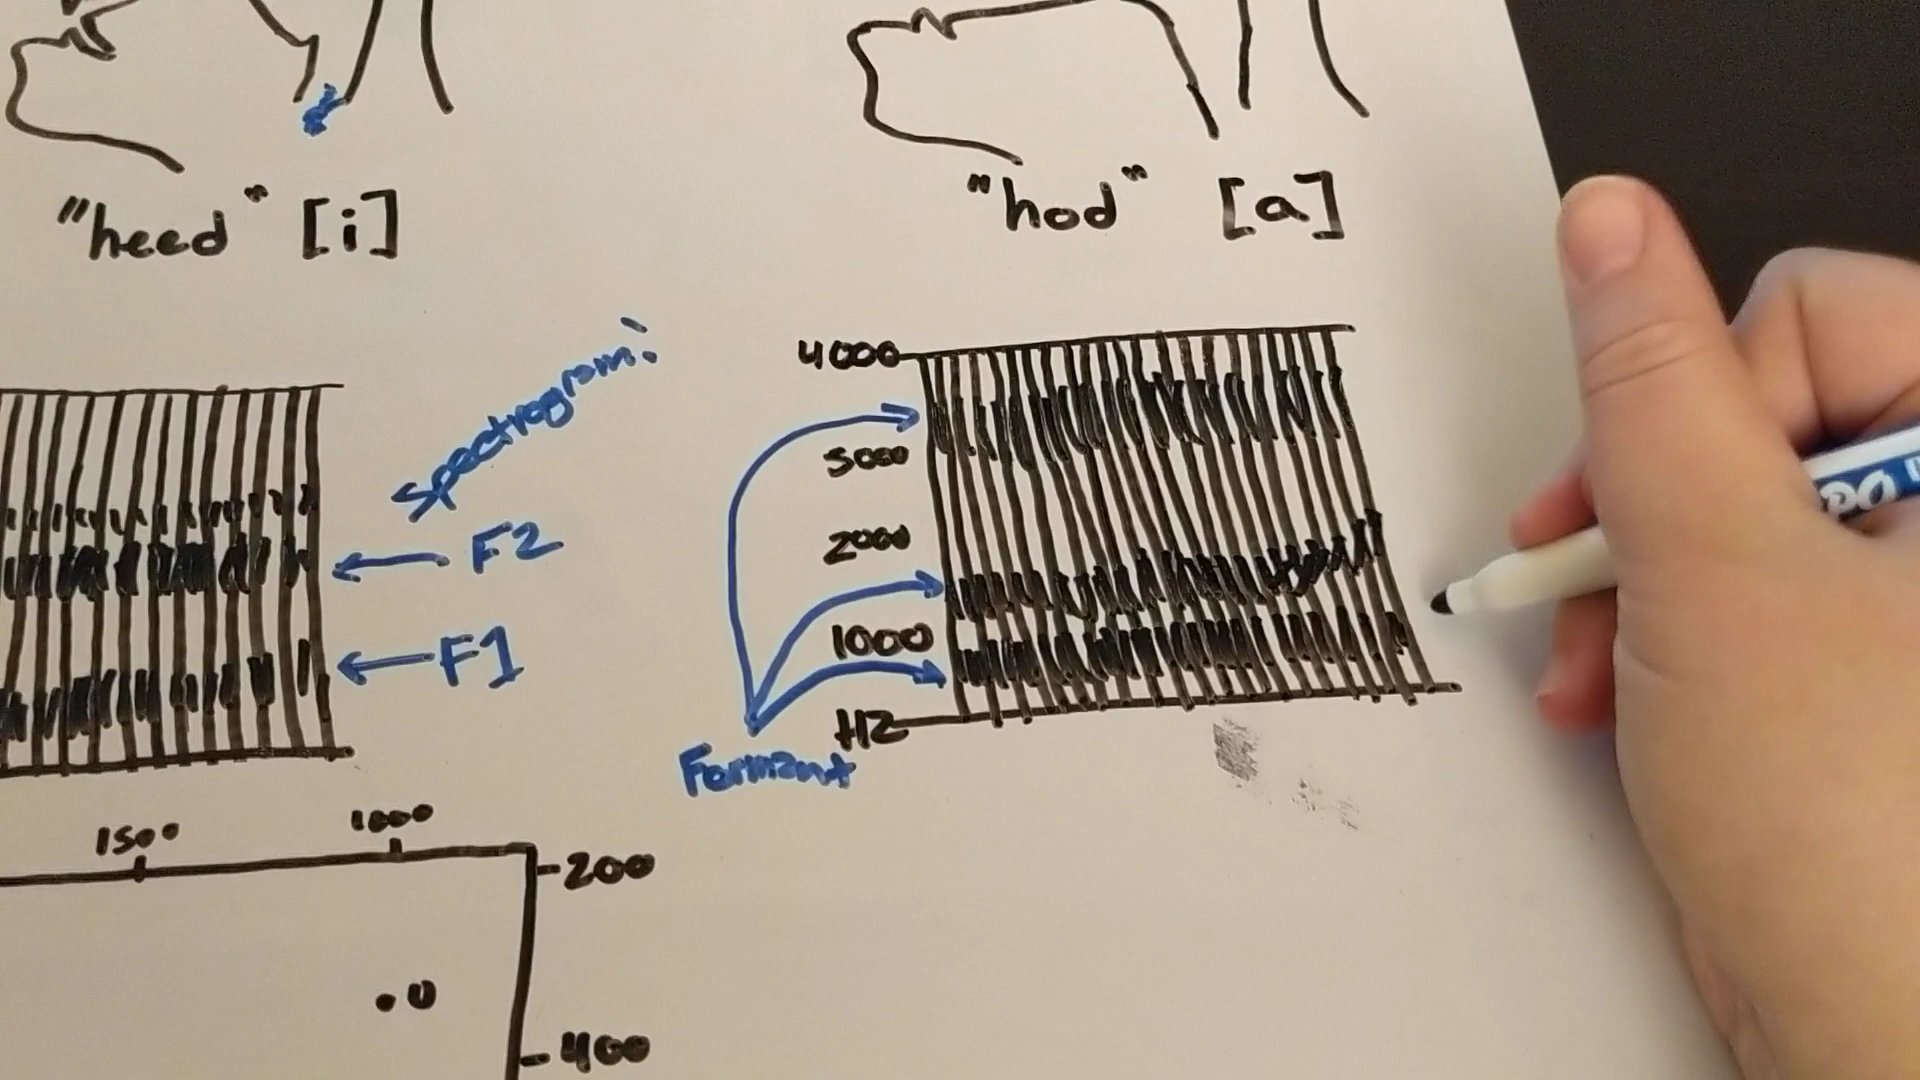 "heed" [i]
"hod" [a]
Spectrogram:
4000
3000
2000
1000
HZ
F2
F1
Formant
1500
1000
200
400
• U